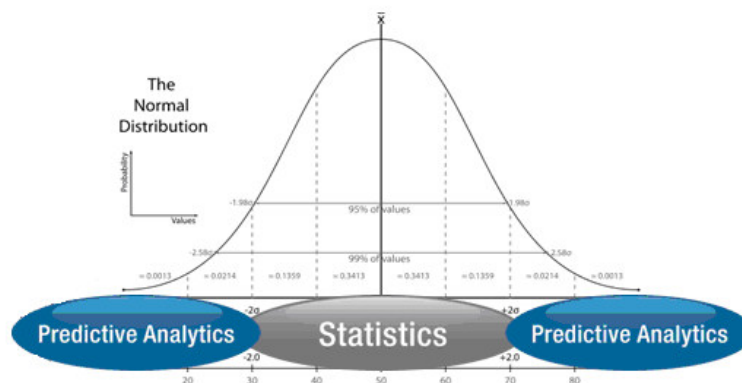 x̄
The
Normal
Distribution
Probability
Values
-1.98σ
1.98σ
95% of values
-2.58σ
2.58σ
99% of values
≈ 0.0013 ≈ 0.0214 ≈ 0.1359 ≈ 0.3413 ≈ 0.3413 ≈ 0.1359 ≈ 0.0214 ≈ 0.0013
-2σ +2σ
Predictive Analytics Statistics Predictive Analytics
-2.0 +2.0
20 30 40 50 60 70 80